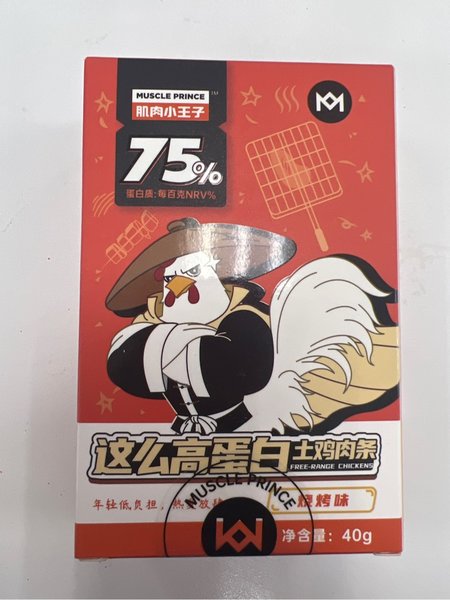 MUSCLE PRINCE TM
肌肉小王子
75%
蛋白质:每百克NRV%
这么高蛋白土鸡肉条
FREE-RANGE CHICKENS
年轻低负担,热
烧烤味
MUSCLE PRINCE
净含量: 40g